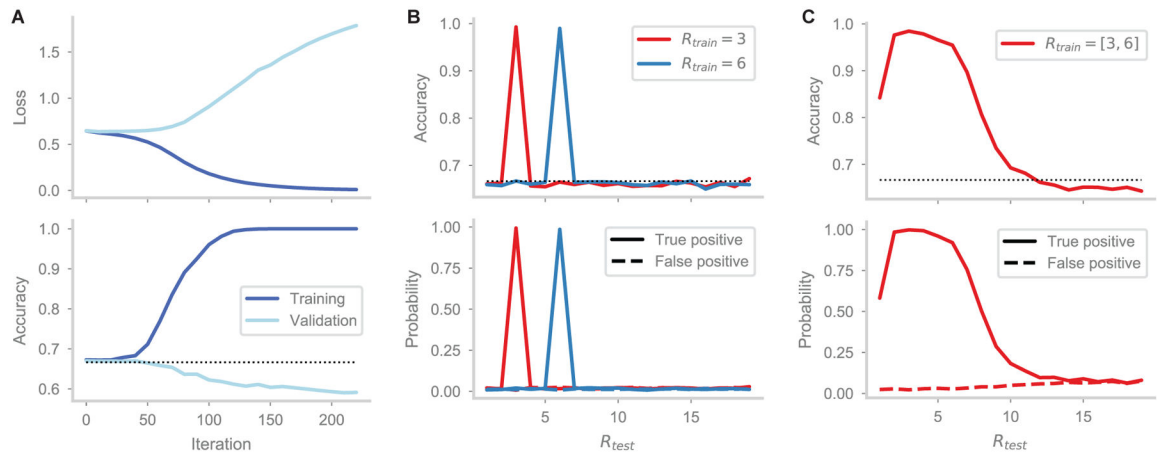 A
Loss
1.5
1.0
0.5
0.0
Accuracy
1.0
0.9
0.8
0.7
0.6
Training
Validation
0
50
100
150
200
Iteration
B
Accuracy
1.0
0.9
0.8
0.7
R_train = 3
R_train = 6
Probability
1.00
0.75
0.50
0.25
0.00
True positive
False positive
5
10
15
R_test
C
Accuracy
1.0
0.9
0.8
0.7
R_train = [3, 6]
Probability
1.00
0.75
0.50
0.25
0.00
True positive
False positive
5
10
15
R_test